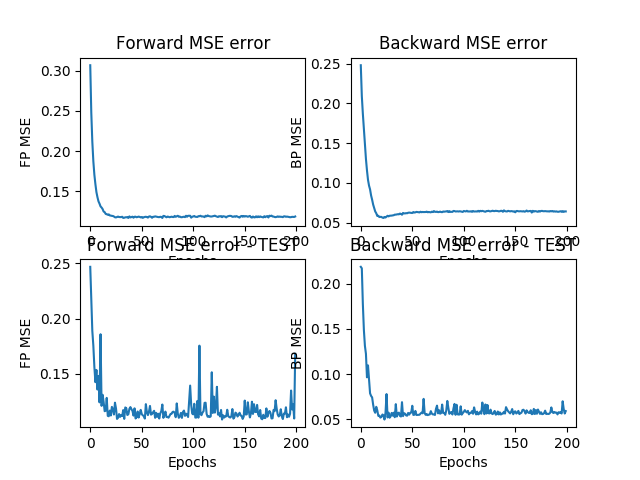 Forward MSE error
Backward MSE error
FP MSE
0.30
0.25
0.20
0.15
BP MSE
0.25
0.20
0.15
0.10
0.05
0 50 100 150 200
Epochs
0 50 100 150 200
Epochs
Forward MSE error - TEST
Backward MSE error - TEST
FP MSE
0.25
0.20
0.15
BP MSE
0.20
0.15
0.10
0.05
0 50 100 150 200
Epochs
0 50 100 150 200
Epochs